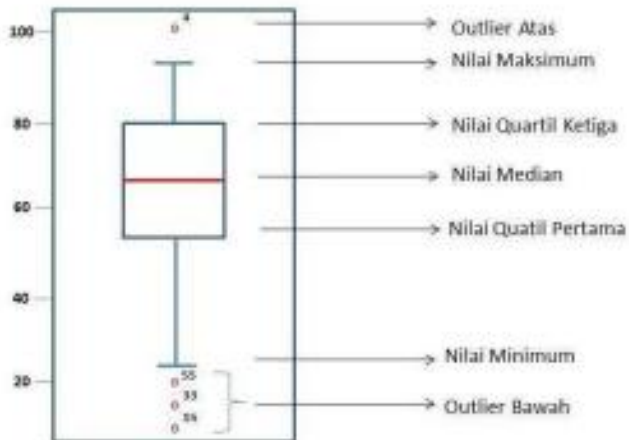 4
100
Outlier Atas
Nilai Maksimum
80
Nilai Quartil Ketiga
Nilai Median
60
Nilai Quatil Pertama
40
Nilai Minimum
20
55
33
Outlier Bawah